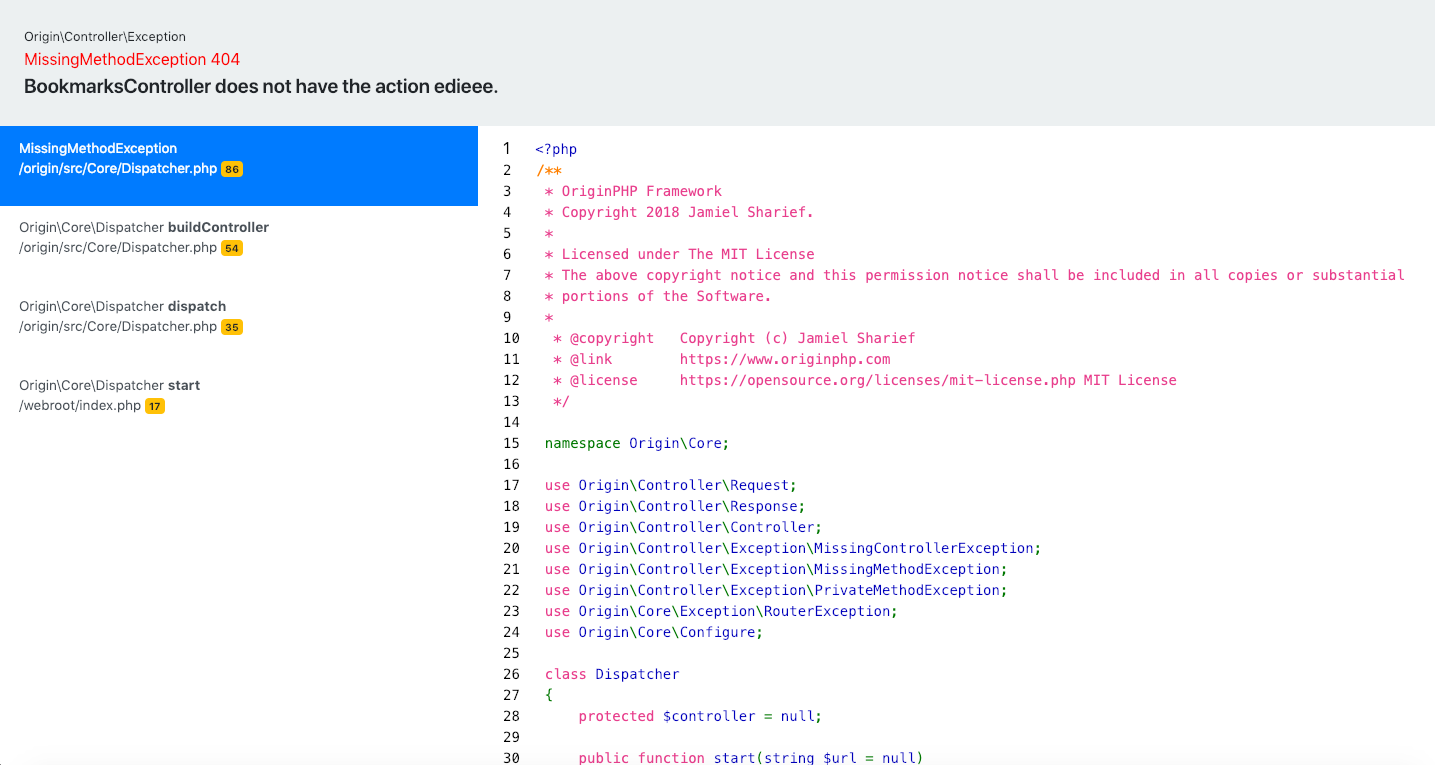 Origin\Controller\Exception
MissingMethodException 404
BookmarksController does not have the action edieee.
MissingMethodException
/origin/src/Core/Dispatcher.php 86
Origin\Core\Dispatcher buildController
/origin/src/Core/Dispatcher.php 54
Origin\Core\Dispatcher dispatch
/origin/src/Core/Dispatcher.php 35
Origin\Core\Dispatcher start
/webroot/index.php 17
1 <?php
2 /**
3  * OriginPHP Framework
4  * Copyright 2018 Jamiel Sharief.
5  *
6  * Licensed under The MIT License
7  * The above copyright notice and this permission notice shall be included in all copies or substantial
8  * portions of the Software.
9  *
10  * @copyright   Copyright (c) Jamiel Sharief
11  * @link        https://www.originphp.com
12  * @license     https://opensource.org/licenses/mit-license.php MIT License
13  */
14
15 namespace Origin\Core;
16
17 use Origin\Controller\Request;
18 use Origin\Controller\Response;
19 use Origin\Controller\Controller;
20 use Origin\Controller\Exception\MissingControllerException;
21 use Origin\Controller\Exception\MissingMethodException;
22 use Origin\Controller\Exception\PrivateMethodException;
23 use Origin\Core\Exception\RouterException;
24 use Origin\Core\Configure;
25
26 class Dispatcher
27 {
28     protected $controller = null;
29
30     public function start(string $url = null)